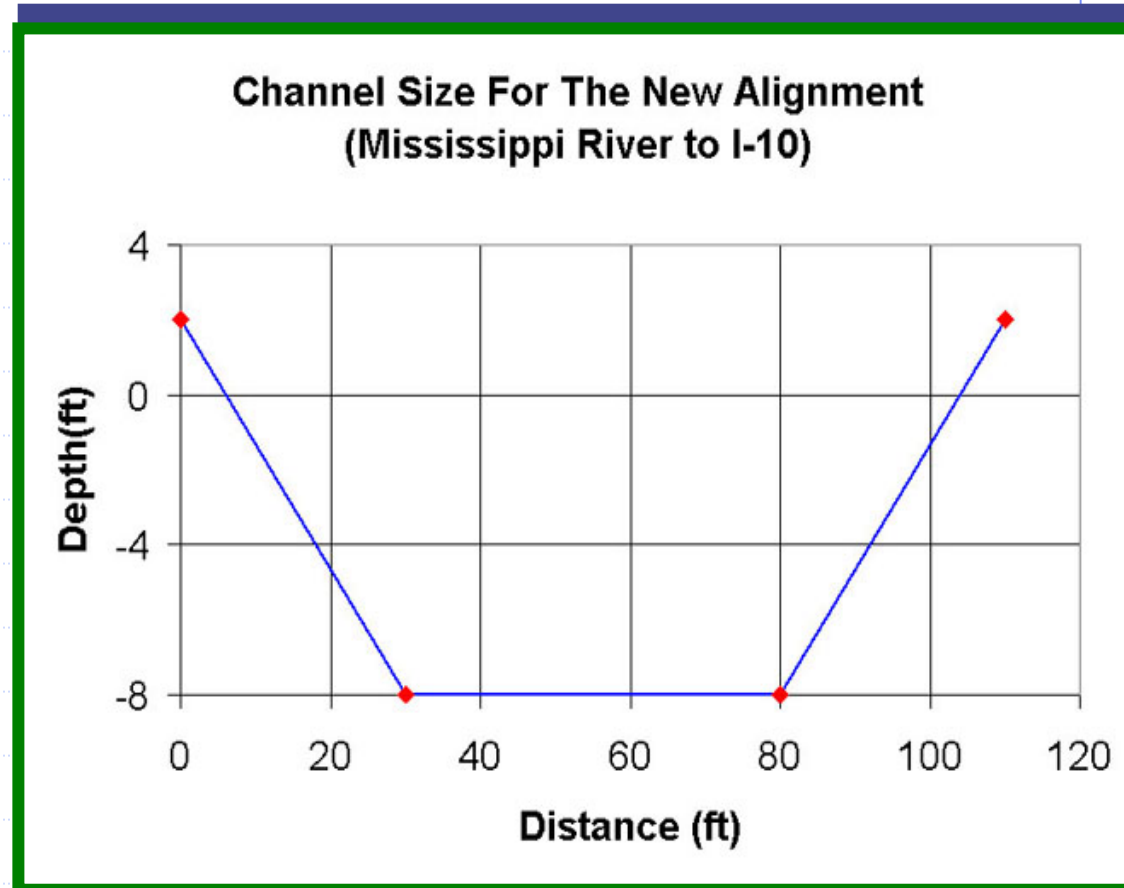 Channel Size For The New Alignment
(Mississippi River to I-10)
4
0
-4
-8
Depth(ft)
0 20 40 60 80 100 120
Distance (ft)